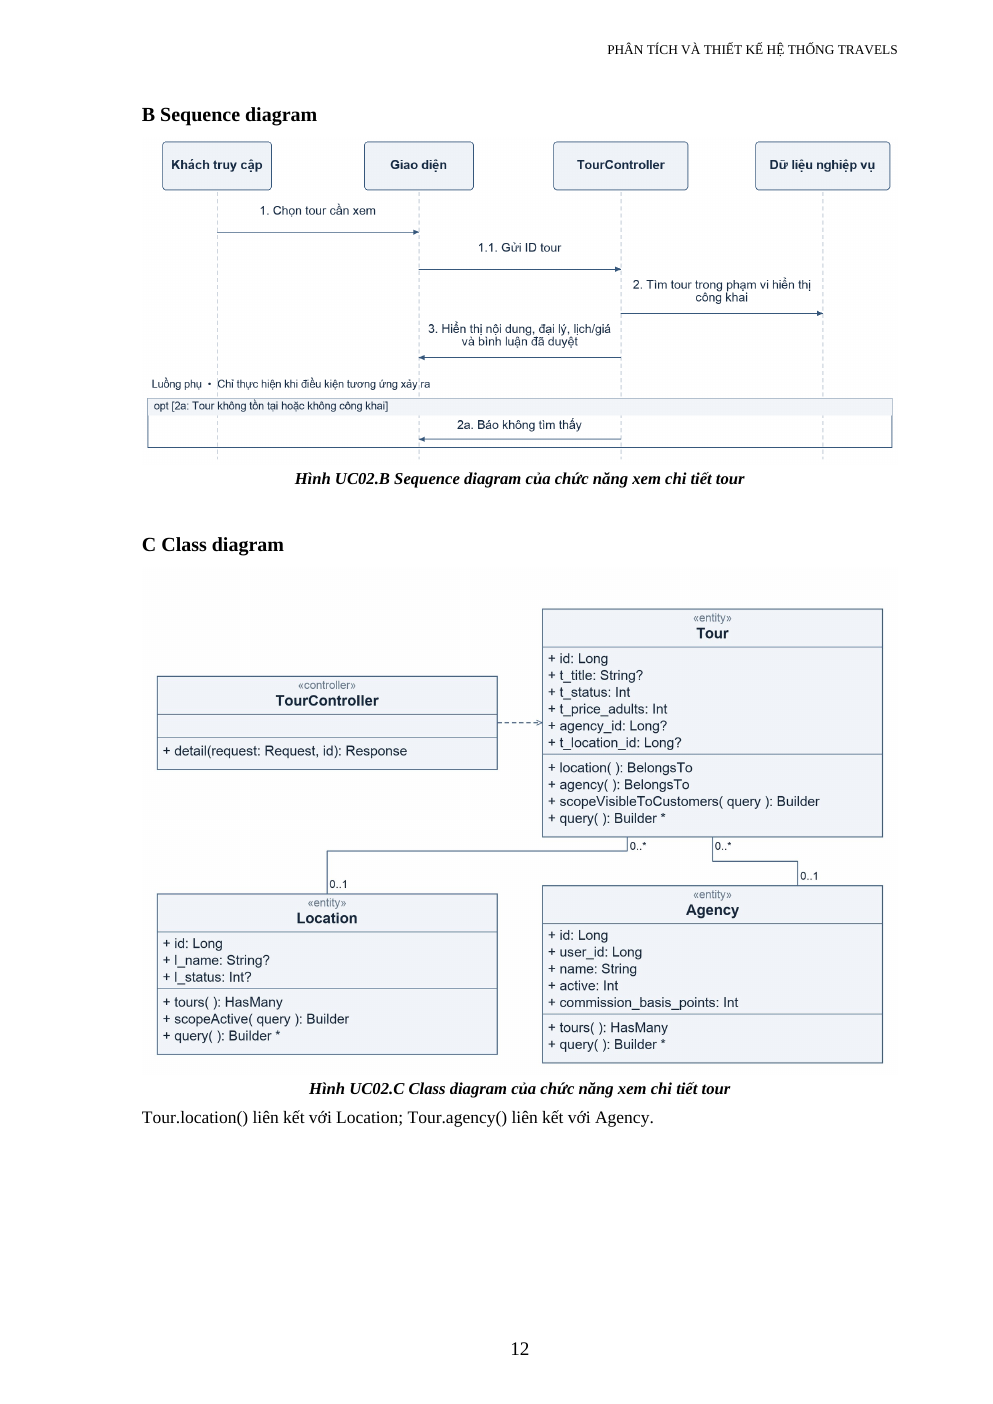 PHÂN TÍCH VÀ THIẾT KẾ HỆ THỐNG TRAVELS
B Sequence diagram
Khách truy cập
Giao diện
TourController
Dữ liệu nghiệp vụ
1. Chọn tour cần xem
1.1. Gửi ID tour
2. Tìm tour trong phạm vi hiển thị
công khai
3. Hiển thị nội dung, đại lý, lịch/giá
và bình luận đã duyệt
Luồng phụ • Chỉ thực hiện khi điều kiện tương ứng xảy ra
opt [2a: Tour không tồn tại hoặc không công khai]
2a. Báo không tìm thấy
Hình UC02.B Sequence diagram của chức năng xem chi tiết tour
C Class diagram
«entity»
Tour
+ id: Long
+ t_title: String?
+ t_status: Int
+ t_price_adults: Int
+ agency_id: Long?
+ t_location_id: Long?
+ location( ): BelongsTo
+ agency( ): BelongsTo
+ scopeVisibleToCustomers( query ): Builder
+ query( ): Builder *
«controller»
TourController
+ detail(request: Request, id): Response
0..*
0..*
0..1
0..1
«entity»
Location
+ id: Long
+ l_name: String?
+ l_status: Int?
+ tours( ): HasMany
+ scopeActive( query ): Builder
+ query( ): Builder *
«entity»
Agency
+ id: Long
+ user_id: Long
+ name: String
+ active: Int
+ commission_basis_points: Int
+ tours( ): HasMany
+ query( ): Builder *
Hình UC02.C Class diagram của chức năng xem chi tiết tour
Tour.location() liên kết với Location; Tour.agency() liên kết với Agency.
12